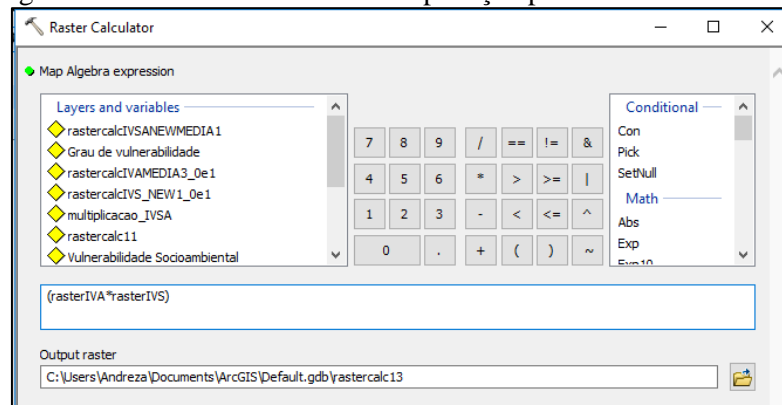 Raster Calculator
Map Algebra expression
Layers and variables
rastercalcIVSANEWMEDIA1
Grau de vulnerabilidade
rastercalcIVAMEDIA3_0e1
rastercalcIVS_NEW1_0e1
multiplicacao_IVSA
rastercalc11
Vulnerabilidade Socioambiental
7 8 9 / == != &
4 5 6 * > >= |
1 2 3 - < <= ^
0 . + ( ) ~
Conditional
Con
Pick
SetNull
Math
Abs
Exp
Exp10
(rasterIVA*rasterIVS)
Output raster
C:\Users\Andreza\Documents\ArcGIS\Default.gdb\rastercalc13